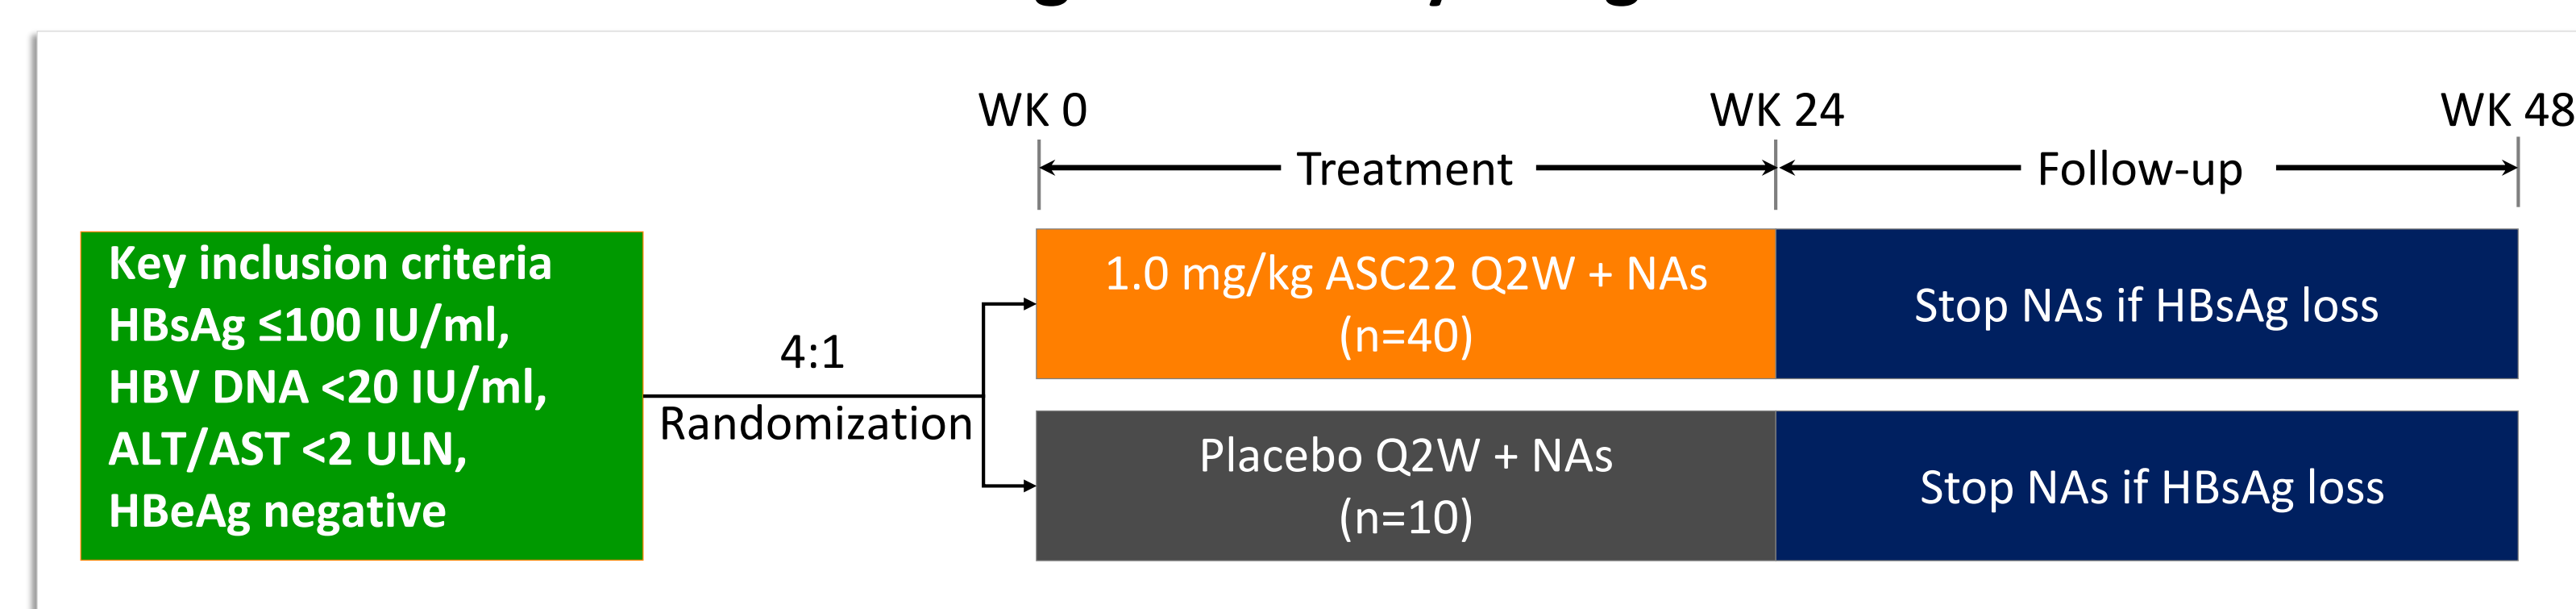 WK 0
WK 24
WK 48
Treatment
Follow-up
Key inclusion criteria
HBsAg ≤100 IU/ml,
HBV DNA <20 IU/ml,
ALT/AST <2 ULN,
HBeAg negative
4:1
Randomization
1.0 mg/kg ASC22 Q2W + NAs
(n=40)
Stop NAs if HBsAg loss
Placebo Q2W + NAs
(n=10)
Stop NAs if HBsAg loss